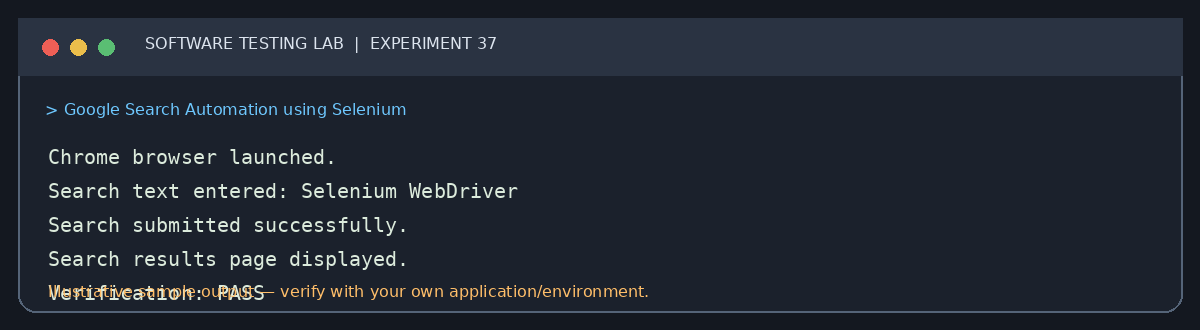 SOFTWARE TESTING LAB | EXPERIMENT 37
> Google Search Automation using Selenium
Chrome browser launched.
Search text entered: Selenium WebDriver
Search submitted successfully.
Search results page displayed.
Verification: PASS
Illustrative sample output — verify with your own application/environment.